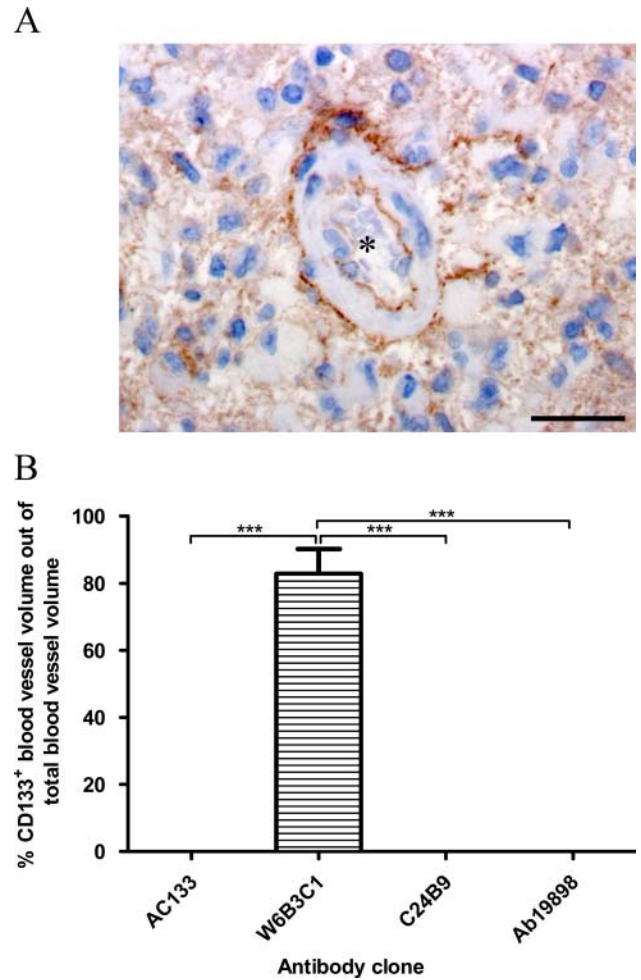 A
*
B
% CD133⁺ blood vessel volume out of
total blood vessel volume
100
80
60
40
20
0
***
***
***
AC133
W6B3C1
C24B9
Ab19898
Antibody clone